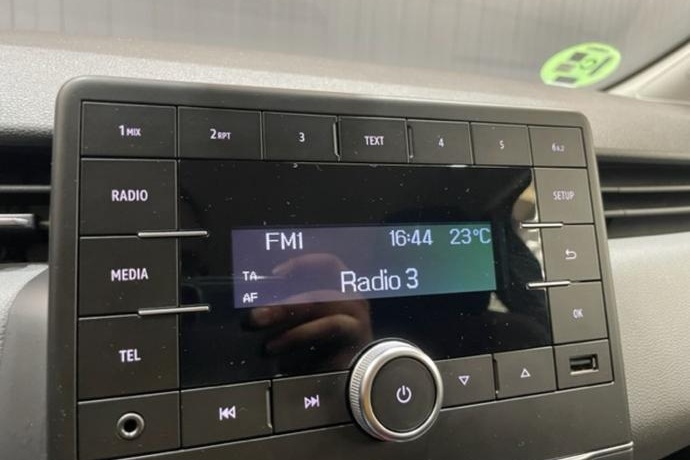 1 MIX 2 RPT 3 TEXT 4 5 6 A.Z
RADIO
SETUP
FM1 16:44 23°C
MEDIA
TA
Radio 3
AF
TEL
OK